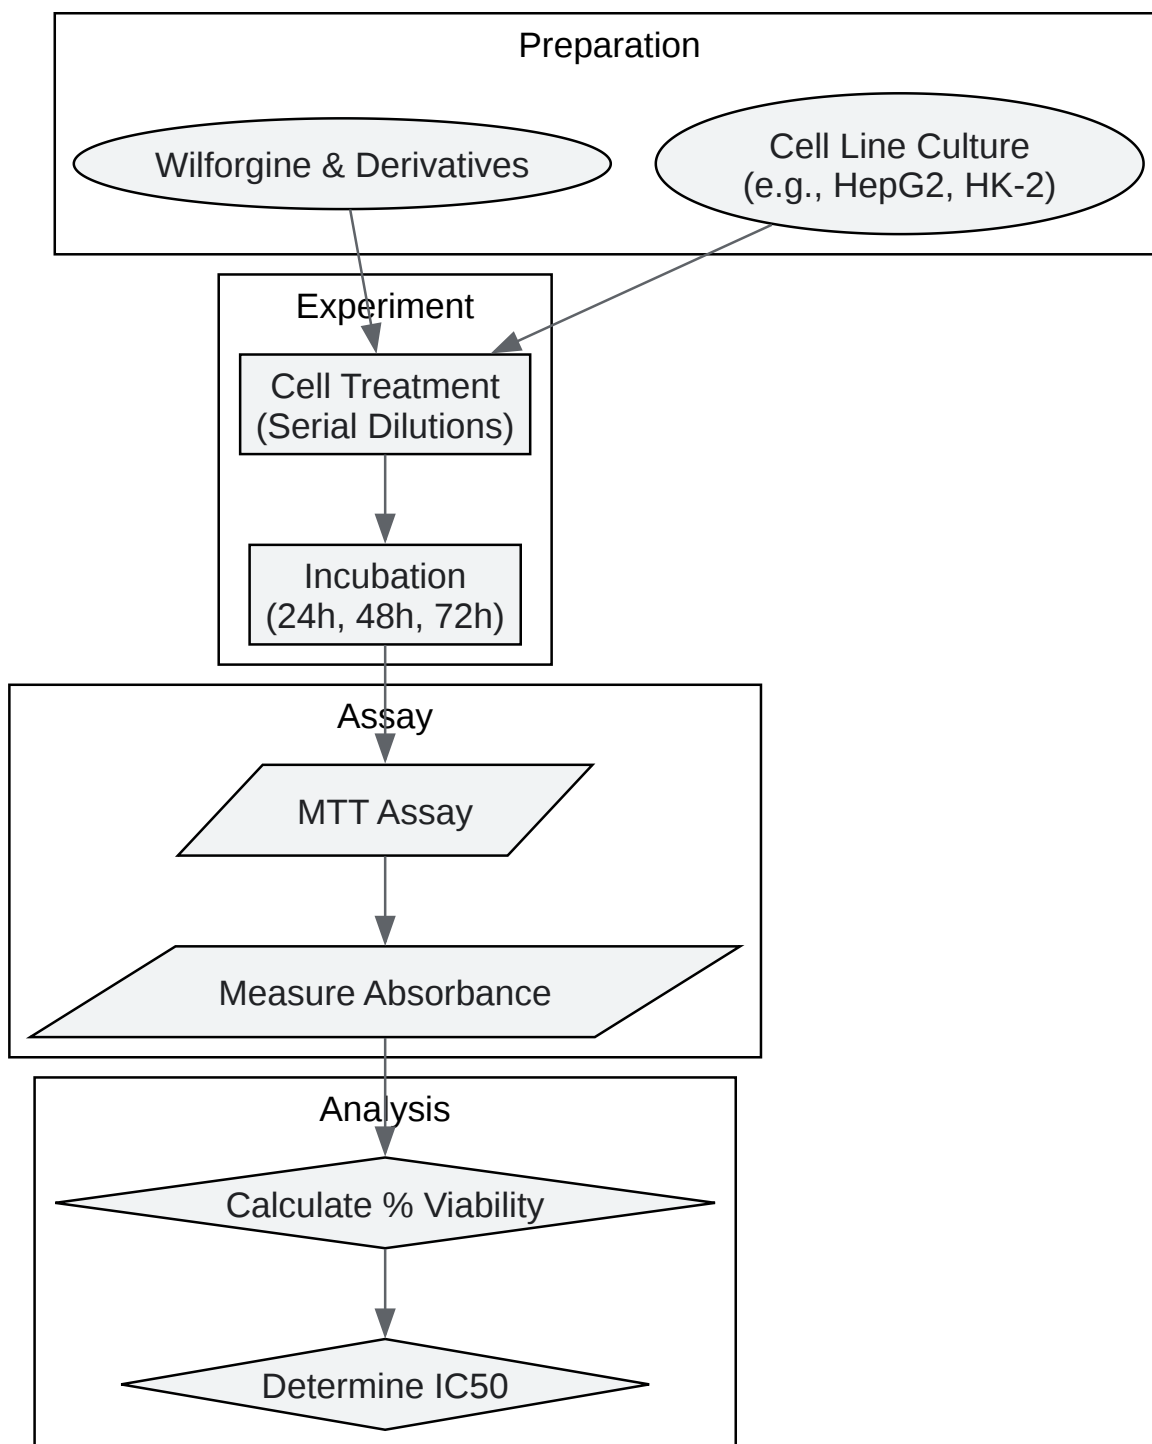 Preparation
Wilforgine & Derivatives
Cell Line Culture
(e.g., HepG2, HK-2)
Experiment
Cell Treatment
(Serial Dilutions)
Incubation
(24h, 48h, 72h)
Assay
MTT Assay
Measure Absorbance
Analysis
Calculate % Viability
Determine IC50